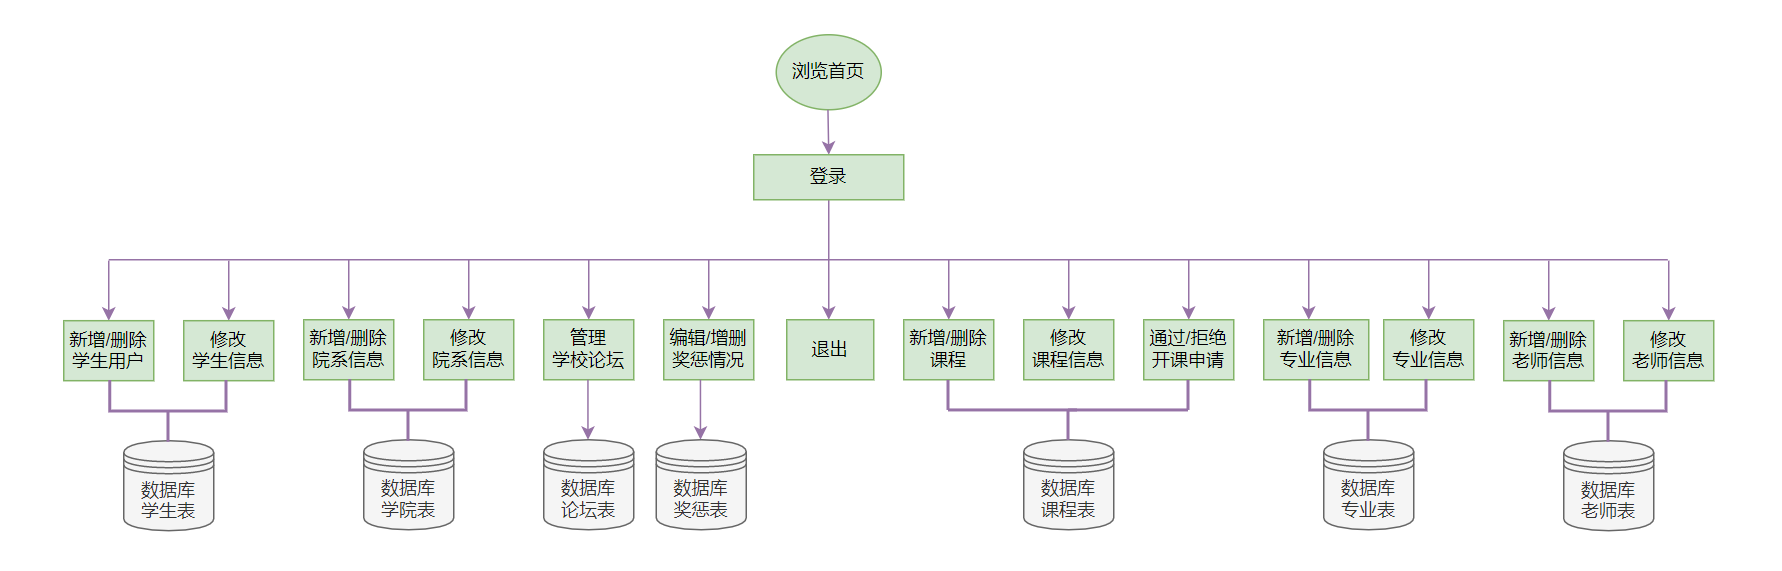 浏览首页
登录
新增/删除
学生用户
修改
学生信息
新增/删除
院系信息
修改
院系信息
管理
学校论坛
编辑/增删
奖惩情况
退出
新增/删除
课程
修改
课程信息
通过/拒绝
开课申请
新增/删除
专业信息
修改
专业信息
新增/删除
老师信息
修改
老师信息
数据库
学生表
数据库
学院表
数据库
论坛表
数据库
奖惩表
数据库
课程表
数据库
专业表
数据库
老师表